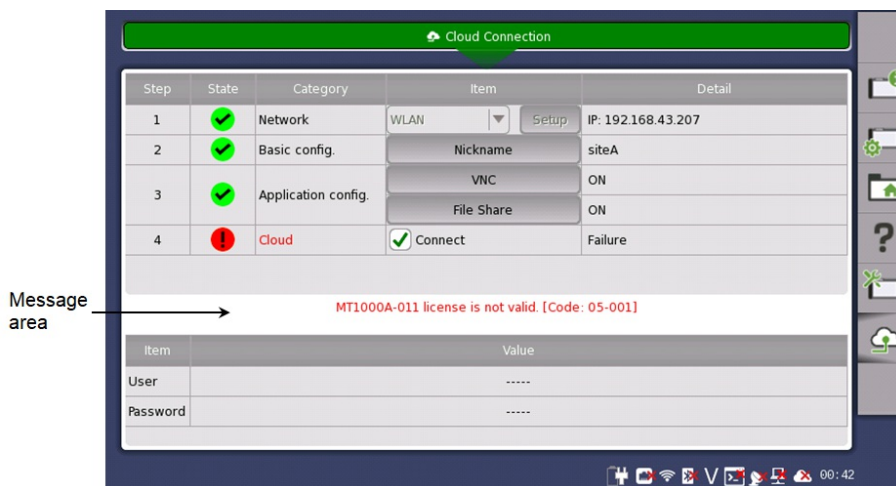 Cloud Connection
Step State Category Item Detail
1 Network WLAN Setup IP: 192.168.43.207
2 Basic config. Nickname siteA
3 Application config. VNC ON
File Share ON
4 Cloud Connect Failure
Message area
MT1000A-011 license is not valid. [Code: 05-001]
Item Value
User -----
Password -----
00:42